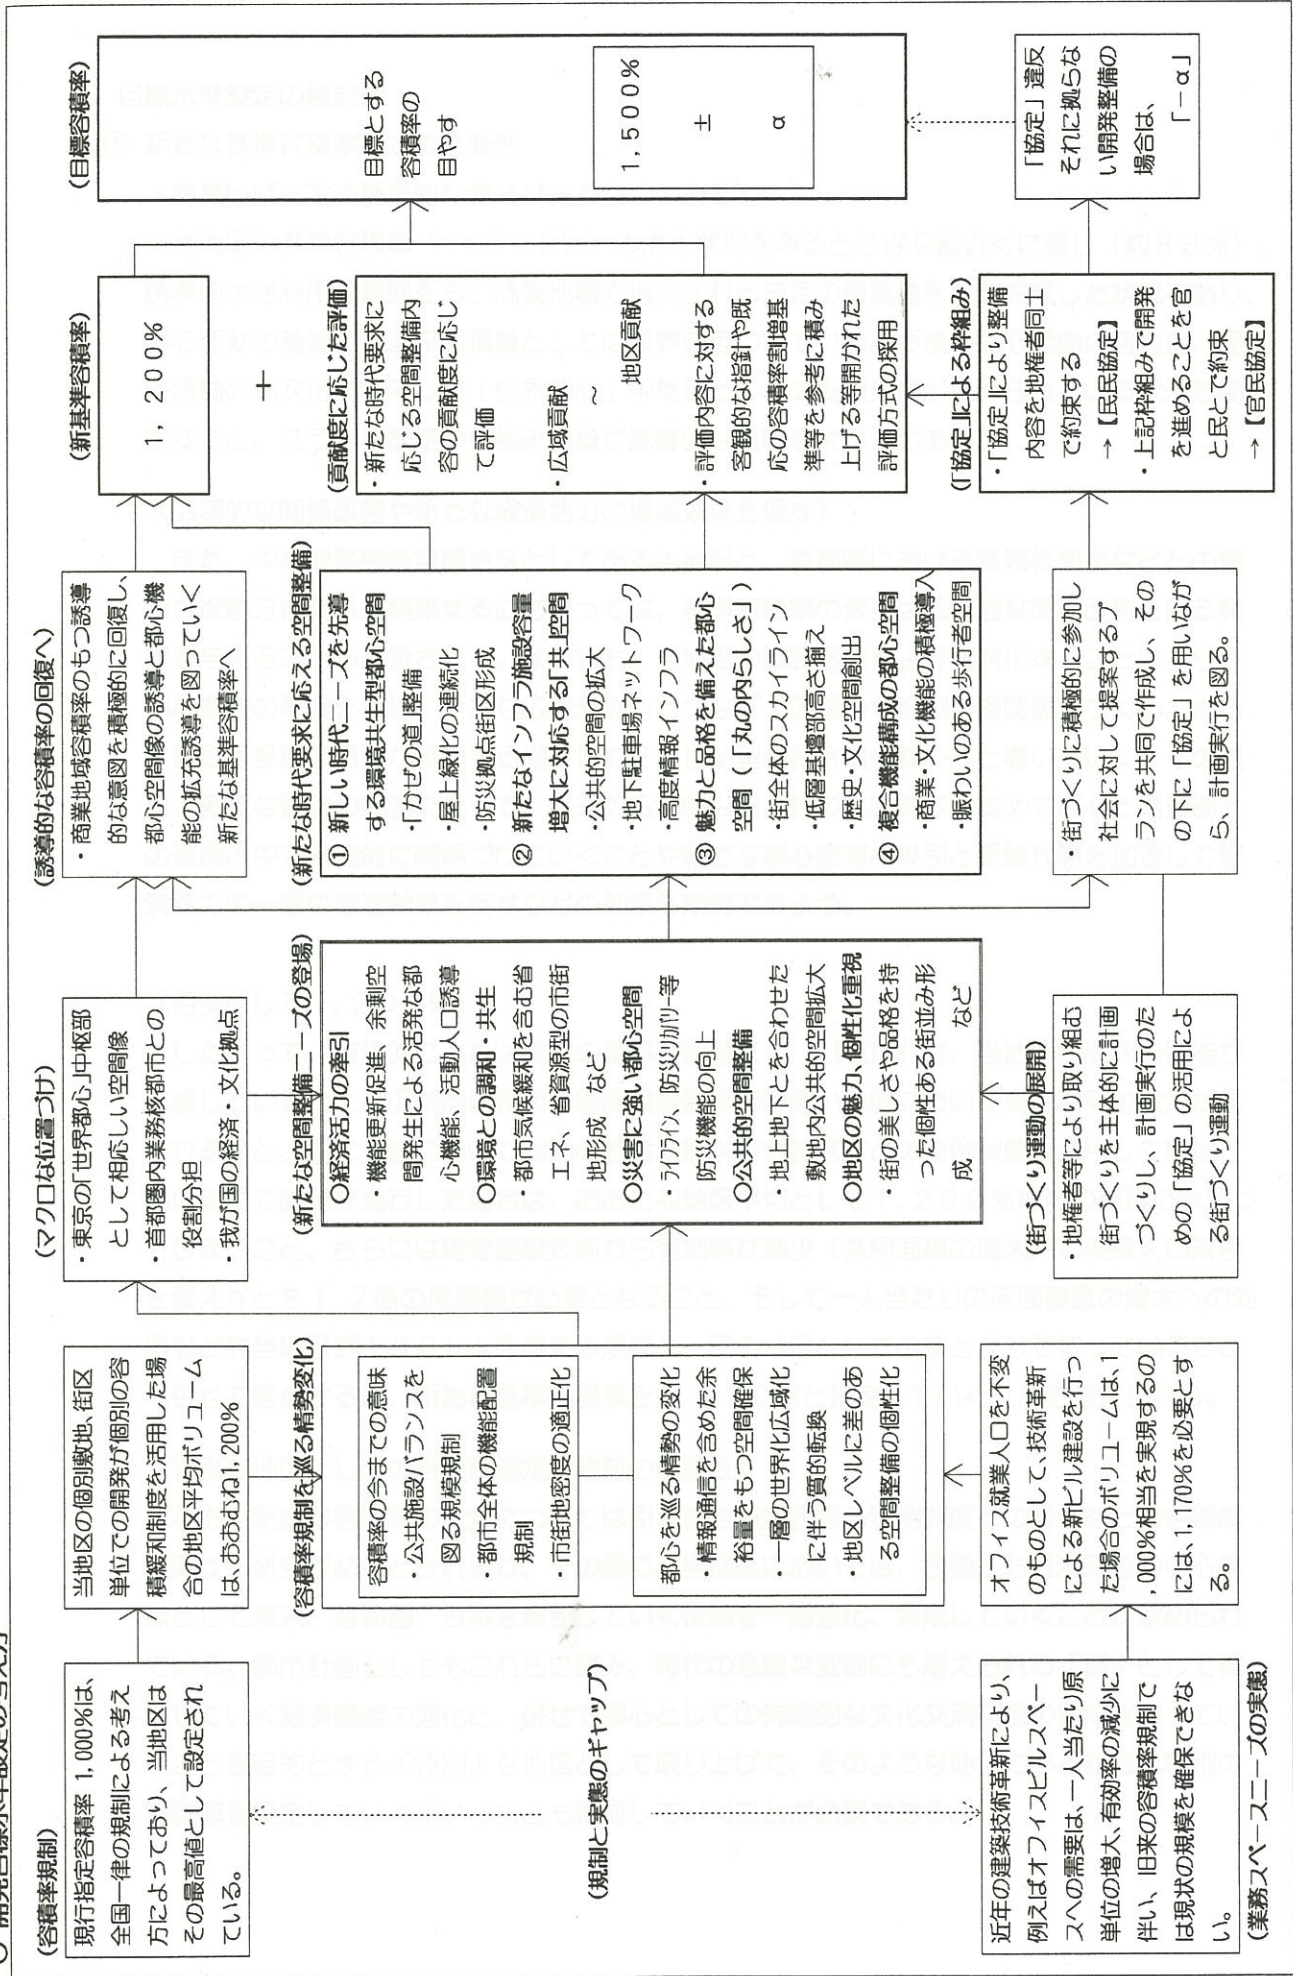 ○ 開発目標水準設定の考え方
(容積率規制)
現行指定容積率 1,000%は、
全国一律の規制による考え
方によっており、当地区は
その最高値として設定され
ている。
(規制と実態のギャップ)
近年の建築技術革新により、
例えばオフィスビルスペー
スへの需要は、一人当たり原
単位の増大、有効率の減少に
伴い、旧来の容積率規制で
は現状の規模を確保できな
い。
(業務スペースニーズの実態)
当地区の個別敷地、街区
単位での開発が個別の容
積緩和制度を活用した場
合の地区平均ボリューム
は、おおむね1,200%
(容積率規制を巡る情勢変化)
容積率の今までの意味
・公共施設バランスを
図る規模規制
・都市全体の機能配置
規制
・市街地密度の適正化
都心を巡る情勢の変化
・情報通信を含めた余
裕量をもつ空間確保
・一層の世界化広域化
に伴う質的転換
・地区レベルに差のあ
る空間整備の個性化
オフィス就業人口を不変
のものとして、技術革新
による新ビル建設を行っ
た場合のボリュームは、1
,000%相当を実現するの
には、1,170%を必要とす
る。
(マクロな位置づけ)
・東京の「世界都心」中枢部
として相応しい空間像
・首都圏内業務核都市との
役割分担
・我が国の経済・文化拠点
(新たな空間整備ニーズの登場)
○経済活力の牽引
・機能更新促進、余剰空
間発生による活発な都
心機能、活動人口誘導
○環境との調和・共生
・都市気候緩和を含む省
エネ、省資源型の市街
地形成 など
○災害に強い都心空間
・ライフライン、防災リカバリー等
防災機能の向上
○公共的空間整備
・地上地下とを合わせた
敷地内公共的空間拡大
○地区の魅力、個性化重視
・街の美しさや品格を持
った個性ある街並み形
成、 など
(街づくり運動の展開)
・地権者等により取り組む
街づくりを主体的に計画
づくりし、計画実行のた
めの「協定」の活用によ
る街づくり運動
(誘導的な容積率の回復へ)
・商業地域容積率のもつ誘導
的な意図を積極的に回復し、
都心空間像の誘導と都心機
能の拡充誘導を図っていく
新たな基準容積率へ
(新たな時代要求に応える空間整備)
① 新しい時代ニーズを先導
する環境共生型都心空間
・「かぜの道」整備
・屋上緑化の連続化
・防災拠点街区形成
② 新たなインフラ施設容量
増大に対応する「共」空間
・公共的空間の拡大
・地下駐車場ネットワーク
・高度情報インフラ
③ 魅力と品格を備えた都心
空間(「丸の内らしさ」)
・街全体のスカイライン
・低層基壇部高さ揃え
・歴史・文化空間創出
④ 複合機能構成の都心空間
・商業・文化機能の積極導入
・賑わいのある歩行者空間
・街づくりに積極的に参加し
社会に対して提案するプ
ランを共同で作成し、その
の下に「協定」を用いなが
ら、計画実行を図る。
(新基準容積率)
1,200%
+
(貢献度に応じた評価)
・新たな時代要求に
応じる空間整備内
容の貢献度に応じ
て評価
・広域貢献
~
地区貢献
・評価内容に対する
客観的な指針や既
応の容積率割増基
準等を参考に積み
上げる等開かれた
評価方式の採用
(「協定」による枠組み)
・「協定」により整備
内容を地権者同士
で約束する
→【民民協定】
・上記枠組みで開発
を進めることを官
と民とで約束
→【官民協定】
(目標容積率)
目標とする
容積率の
目やす
1,500%
±
α
「協定」違反
それに拠らな
い開発整備の
場合は、
「-α」